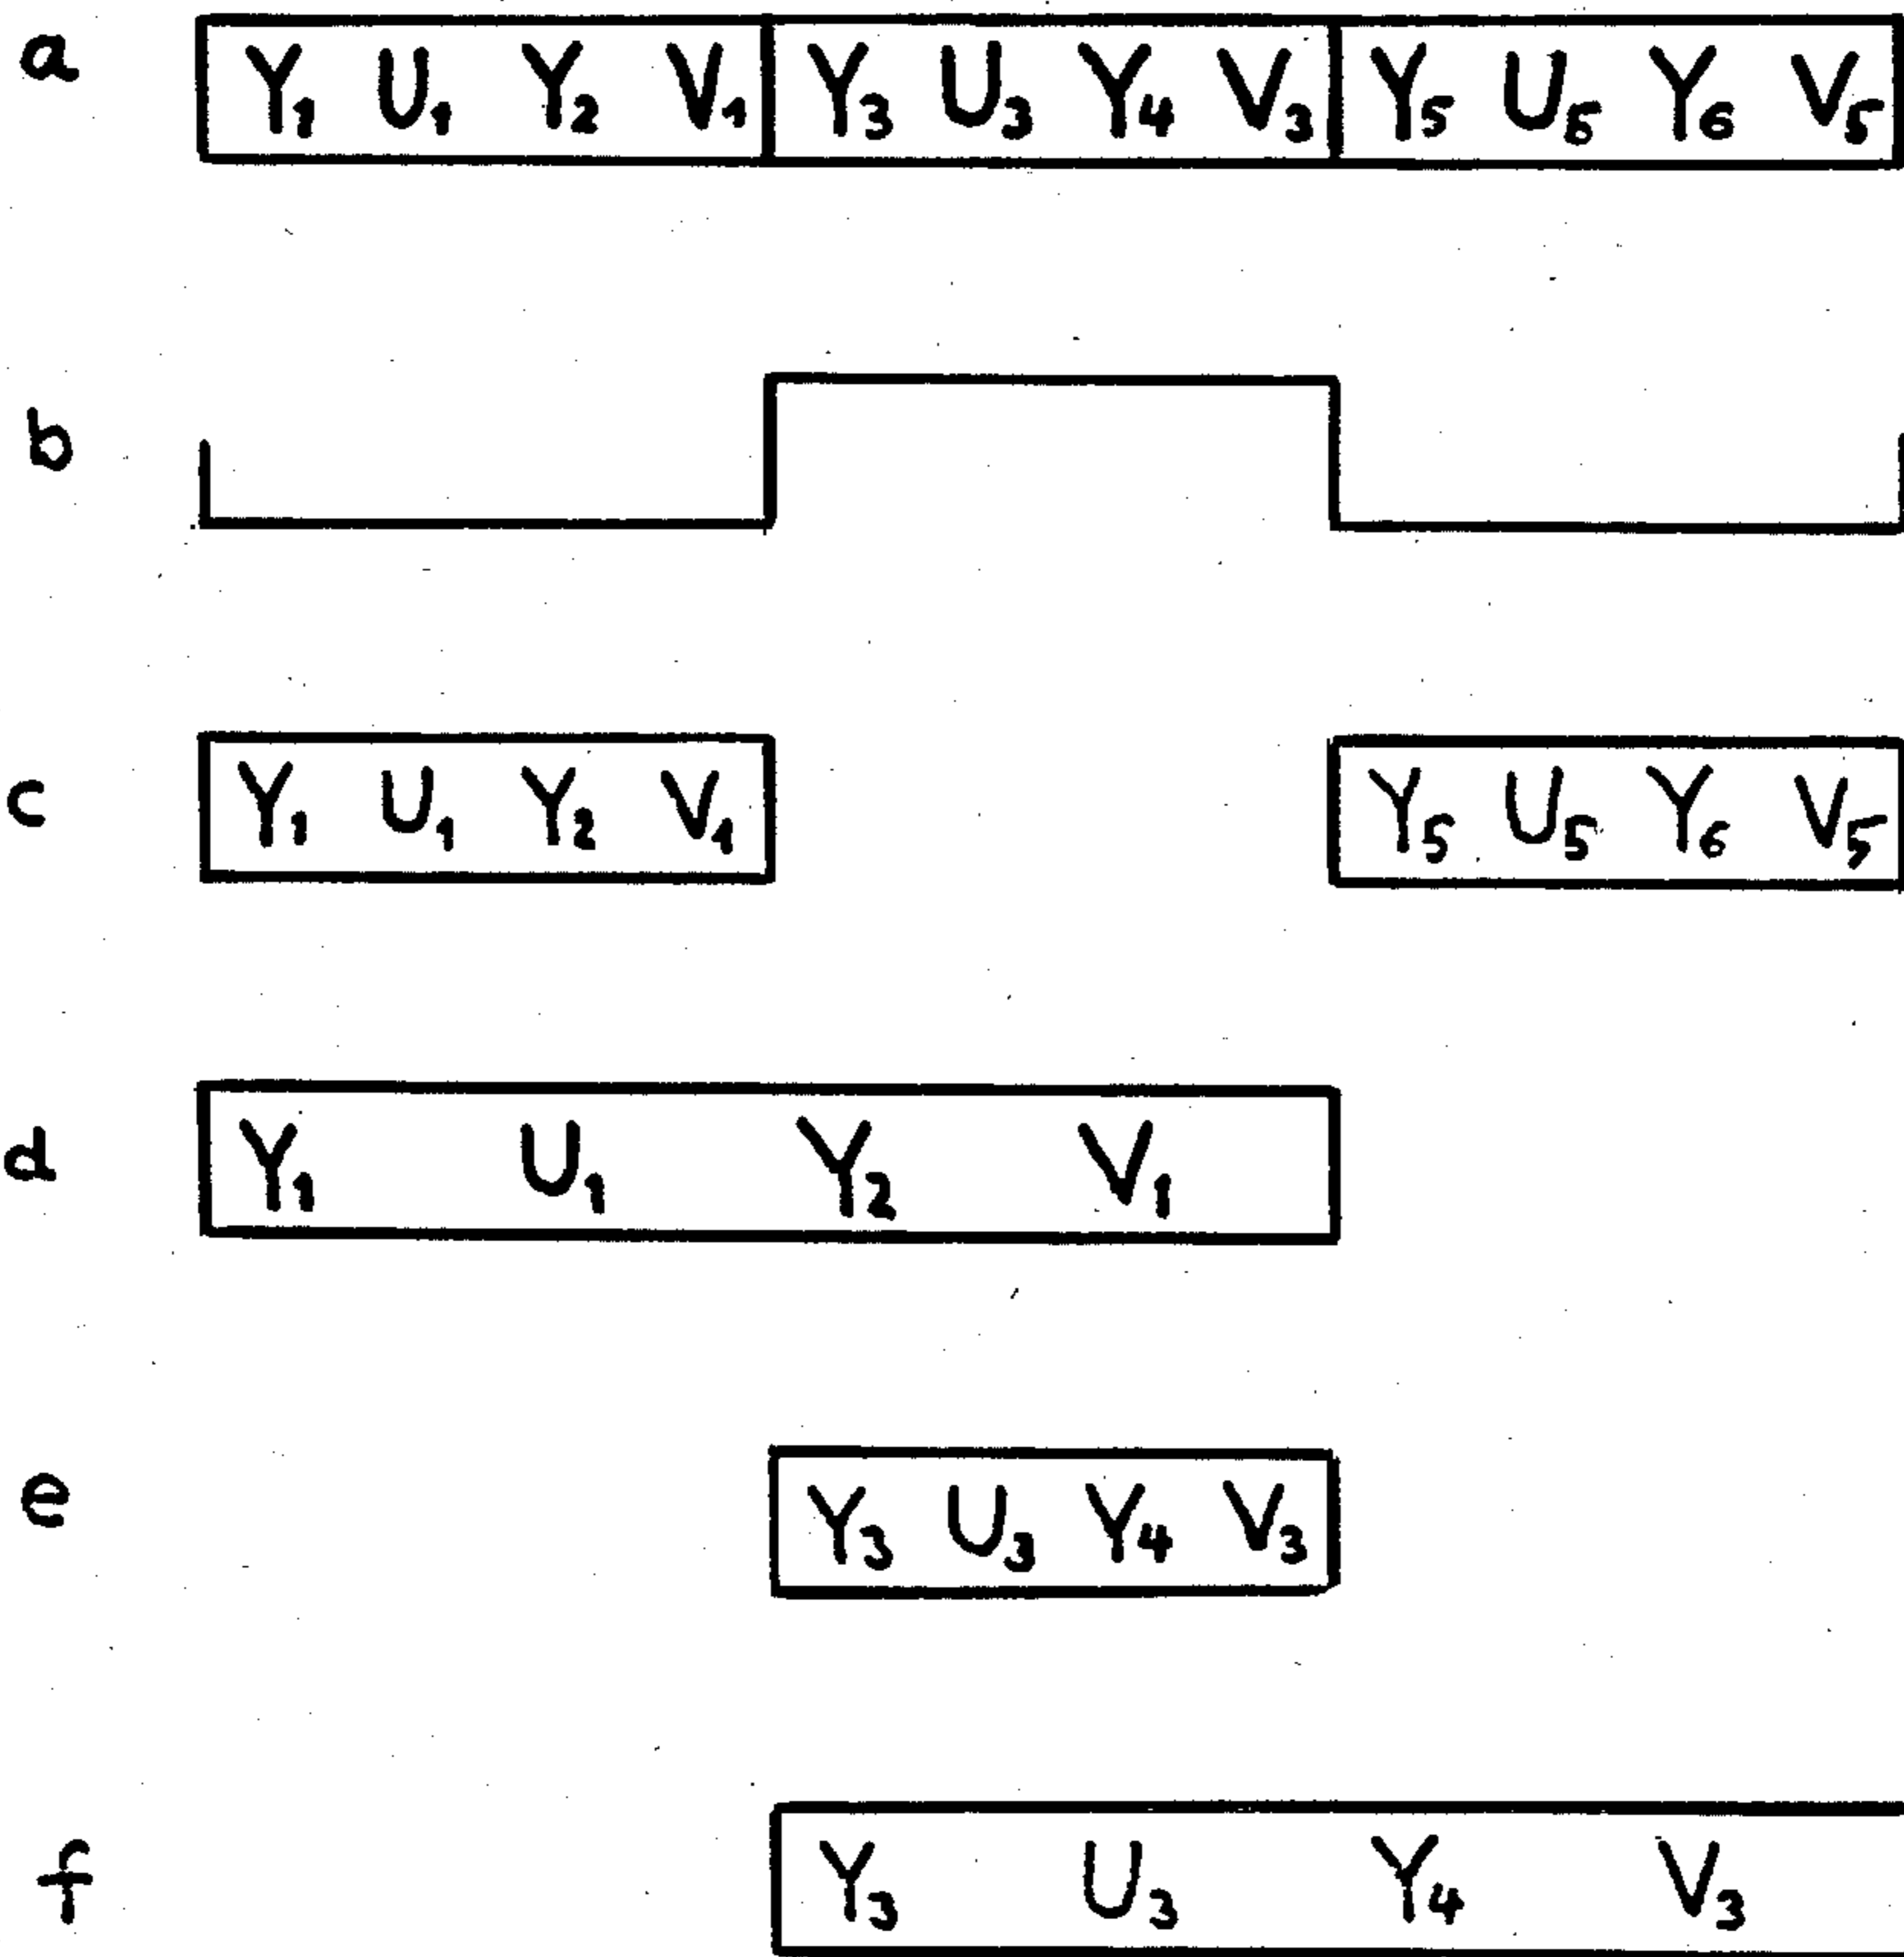 a Y₁ U₁ Y₂ V₁ Y₃ U₃ Y₄ V₃ Y₅ U₅ Y₆ V₅
b
c Y₁ U₁ Y₂ V₁ Y₅ U₅ Y₆ V₅
d Y₁ U₁ Y₂ V₁
e Y₃ U₃ Y₄ V₃
f Y₃ U₃ Y₄ V₃